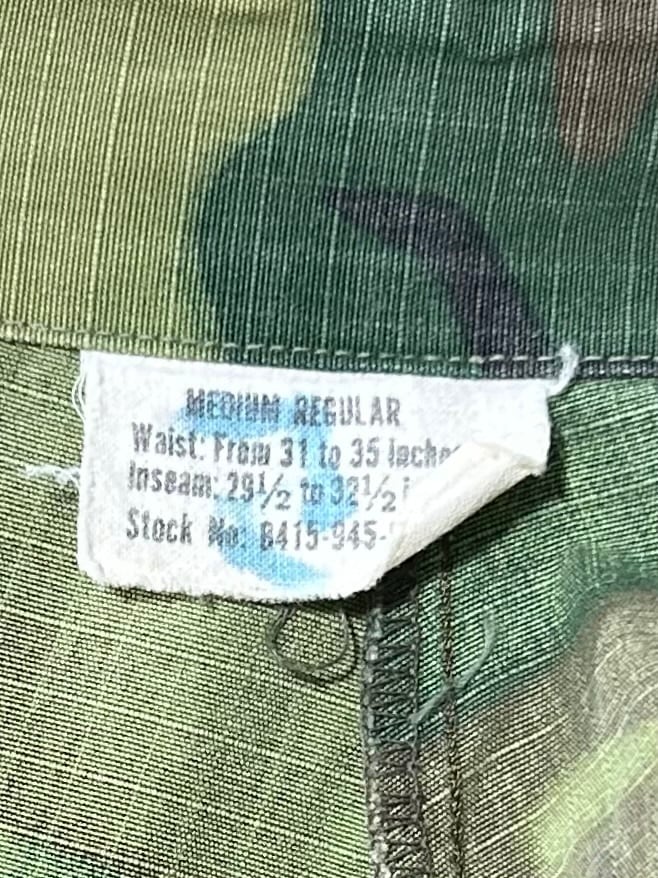 MEDIUM REGULAR
Waist: From 31 to 35 Inche
Inseam: 29½ to 32½ i
Stock No: 8415-945-